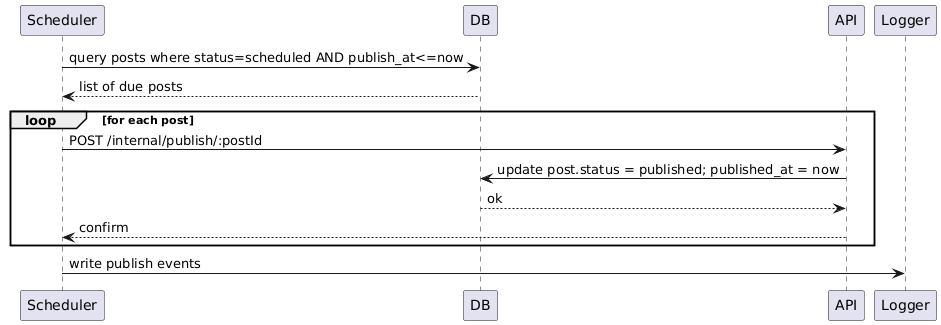 Scheduler DB API Logger
query posts where status=scheduled AND publish_at<=now
list of due posts
loop [for each post]
POST /internal/publish/:postId
update post.status = published; published_at = now
ok
confirm
write publish events
Scheduler DB API Logger